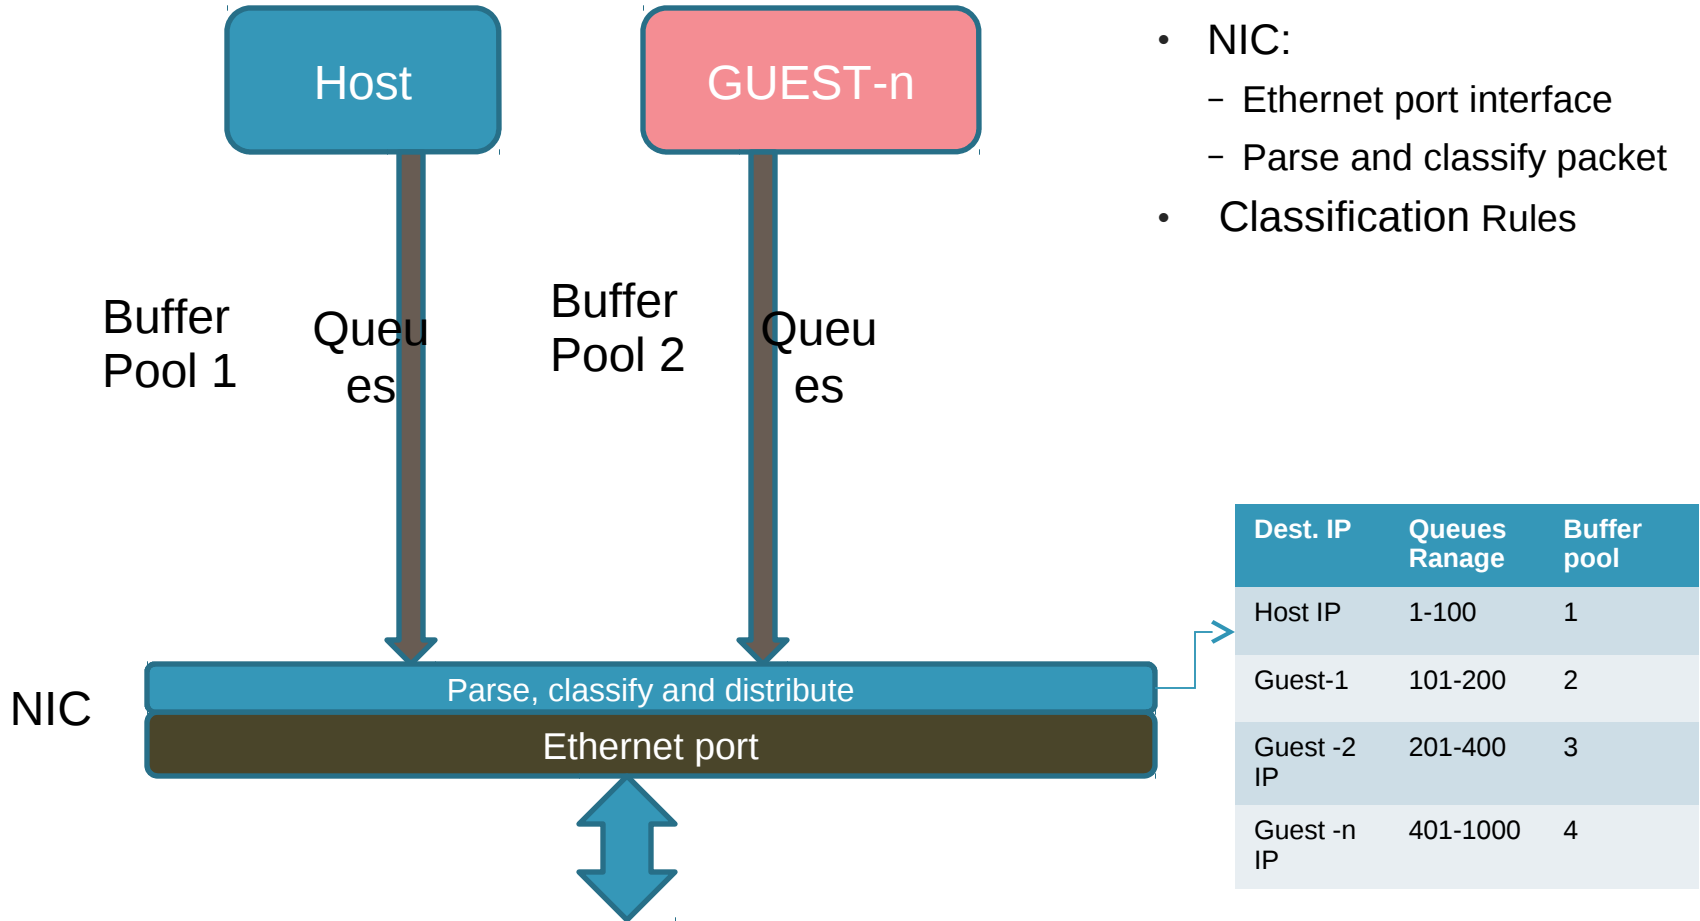 Host
GUEST-n
• NIC:
– Ethernet port interface
– Parse and classify packet
• Classification Rules
Buffer
Pool 1
Queu
es
Buffer
Pool 2
Queu
es
NIC
Parse, classify and distribute
Ethernet port
Dest. IP
Queues
Ranage
Buffer
pool
Host IP
1-100
1
Guest-1
101-200
2
Guest -2
IP
201-400
3
Guest -n
IP
401-1000
4